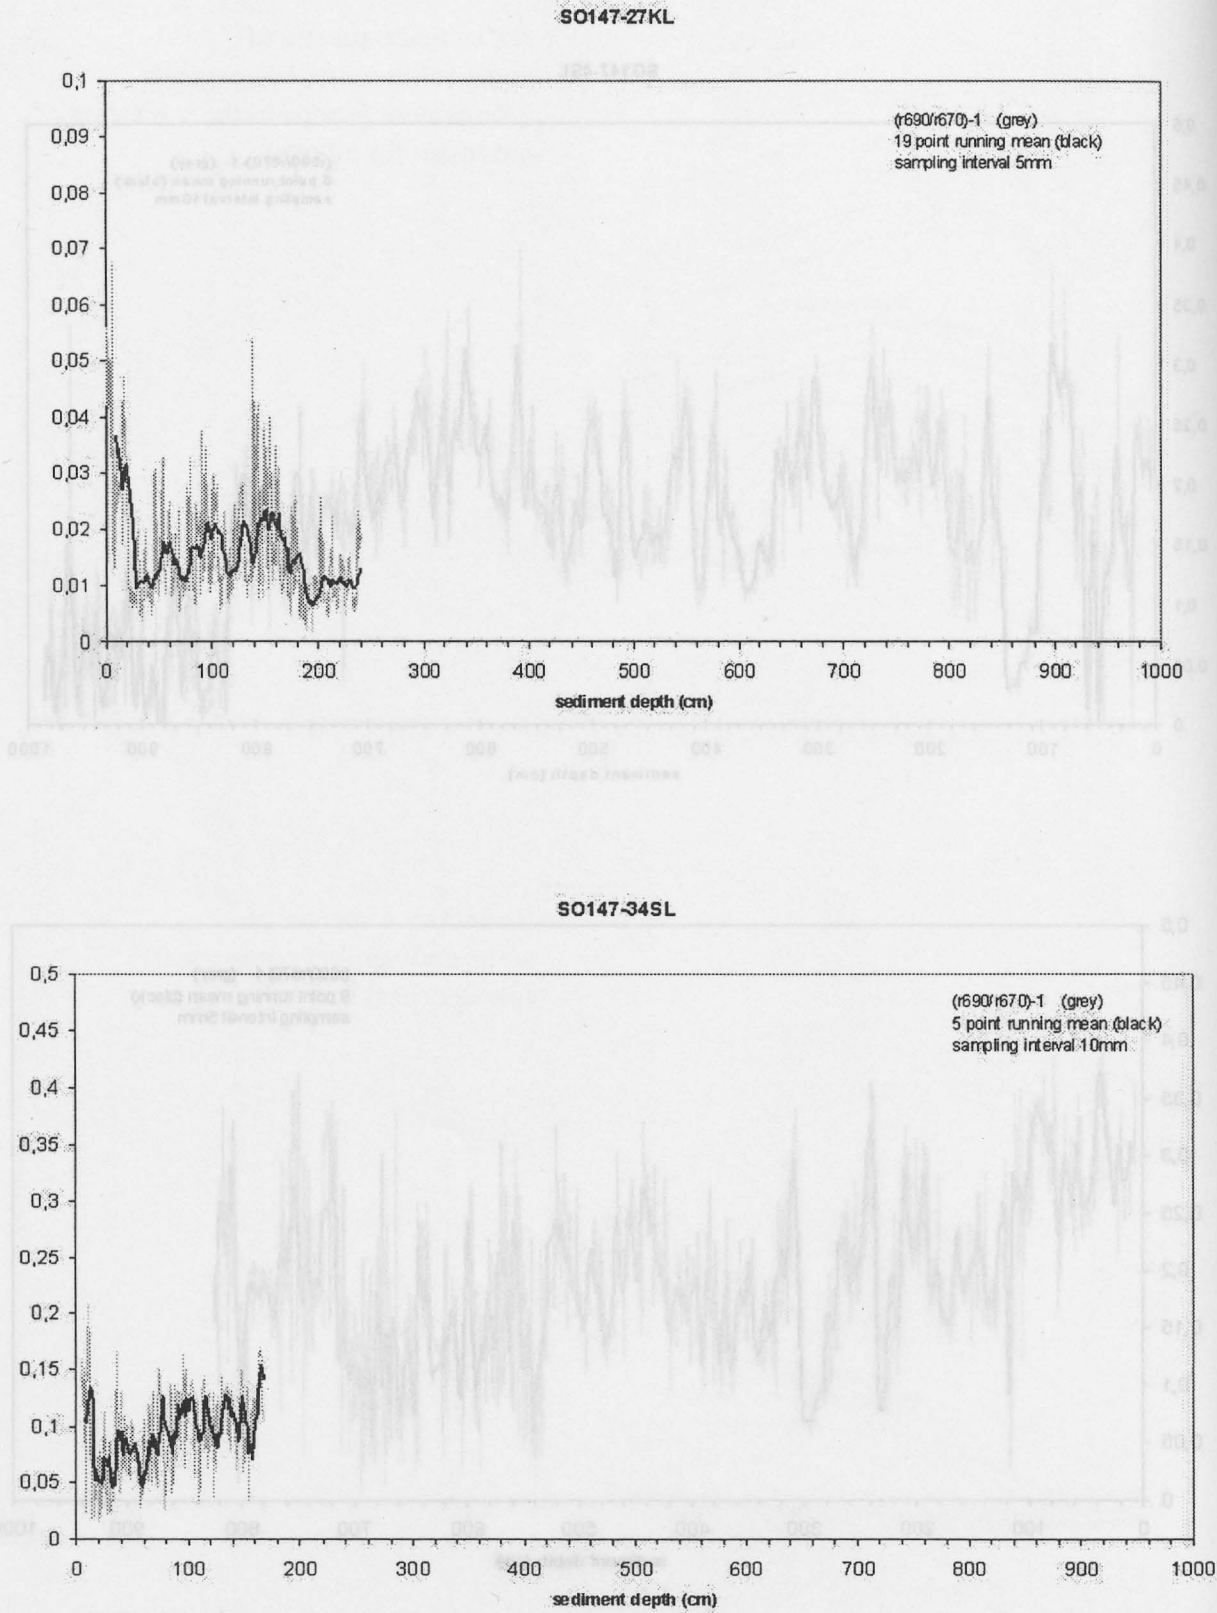 SO147-27KL
0,1
(r690/r670)-1 (grey)
19 point running mean (black)
sampling interval 5mm
0,09
0,08
0,07
0,06
0,05
0,04
0,03
0,02
0,01
0
0 100 200 300 400 500 600 700 800 900 1000
sediment depth (cm)
SO147-34SL
0,5
(r690/r670)-1 (grey)
5 point running mean (black)
sampling interval 10mm
0,45
0,4
0,35
0,3
0,25
0,2
0,15
0,1
0,05
0
0 100 200 300 400 500 600 700 800 900 1000
sediment depth (cm)